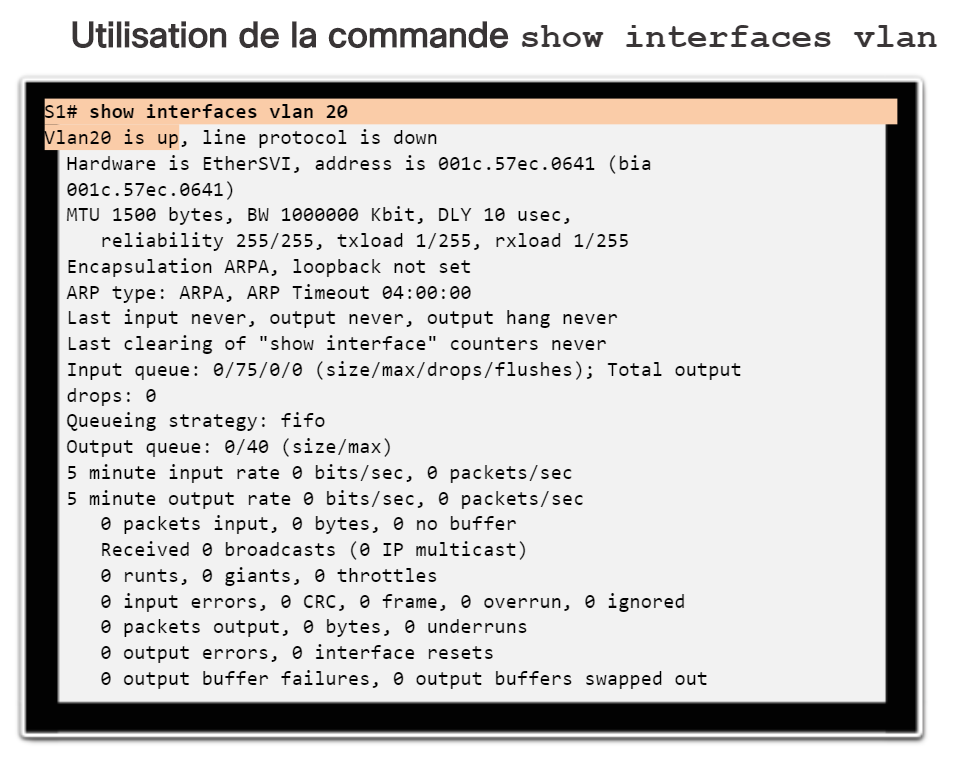 Utilisation de la commande show interfaces vlan
S1# show interfaces vlan 20
Vlan20 is up, line protocol is down
Hardware is EtherSVI, address is 001c.57ec.0641 (bia
001c.57ec.0641)
MTU 1500 bytes, BW 1000000 Kbit, DLY 10 usec,
reliability 255/255, txload 1/255, rxload 1/255
Encapsulation ARPA, loopback not set
ARP type: ARPA, ARP Timeout 04:00:00
Last input never, output never, output hang never
Last clearing of "show interface" counters never
Input queue: 0/75/0/0 (size/max/drops/flushes); Total output
drops: 0
Queueing strategy: fifo
Output queue: 0/40 (size/max)
5 minute input rate 0 bits/sec, 0 packets/sec
5 minute output rate 0 bits/sec, 0 packets/sec
0 packets input, 0 bytes, 0 no buffer
Received 0 broadcasts (0 IP multicast)
0 runts, 0 giants, 0 throttles
0 input errors, 0 CRC, 0 frame, 0 overrun, 0 ignored
0 packets output, 0 bytes, 0 underruns
0 output errors, 0 interface resets
0 output buffer failures, 0 output buffers swapped out